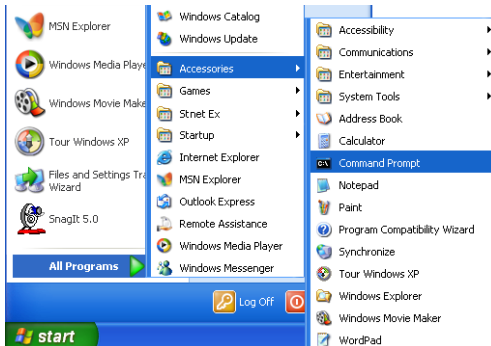 MSN Explorer
Windows Media Playe
Windows Movie Make
Tour Windows XP
Files and Settings Tra
Wizard
SnagIt 5.0
All Programs
Windows Catalog
Windows Update
Accessories
Games
Stnet Ex
Startup
Internet Explorer
MSN Explorer
Outlook Express
Remote Assistance
Windows Media Player
Windows Messenger
Accessibility
Communications
Entertainment
System Tools
Address Book
Calculator
Command Prompt
Notepad
Paint
Program Compatibility Wizard
Synchronize
Tour Windows XP
Windows Explorer
Windows Movie Maker
WordPad
Log Off
start